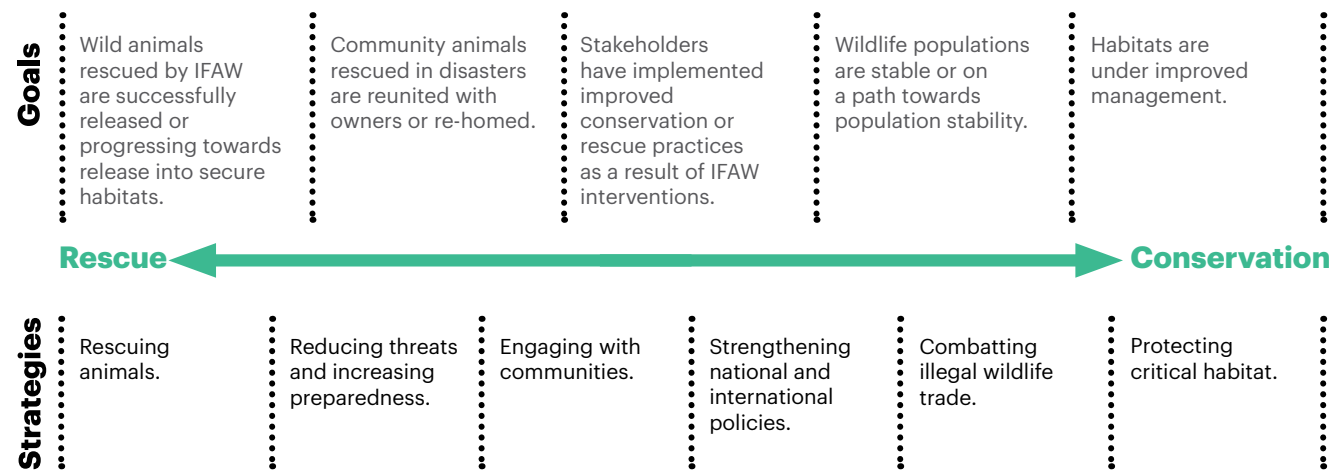 Goals
Wild animals
rescued by IFAW
are successfully
released or
progressing towards
release into secure
habitats.
Community animals
rescued in disasters
are reunited with
owners or re-homed.
Stakeholders
have implemented
improved
conservation or
rescue practices
as a result of IFAW
interventions.
Wildlife populations
are stable or on
a path towards
population stability.
Habitats are
under improved
management.
Rescue
Conservation
Strategies
Rescuing
animals.
Reducing threats
and increasing
preparedness.
Engaging with
communities.
Strengthening
national and
international
policies.
Combatting
illegal wildlife
trade.
Protecting
critical habitat.